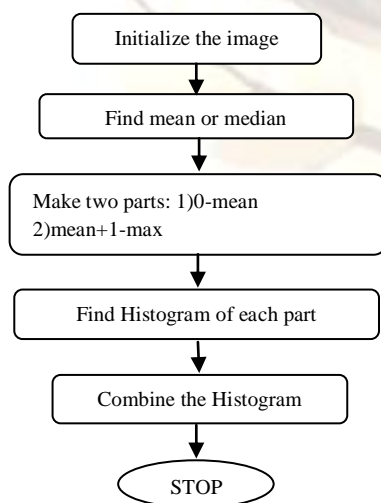 Initialize the image
Find mean or median
Make two parts: 1)0-mean
2)mean+1-max
Find Histogram of each part
Combine the Histogram
STOP